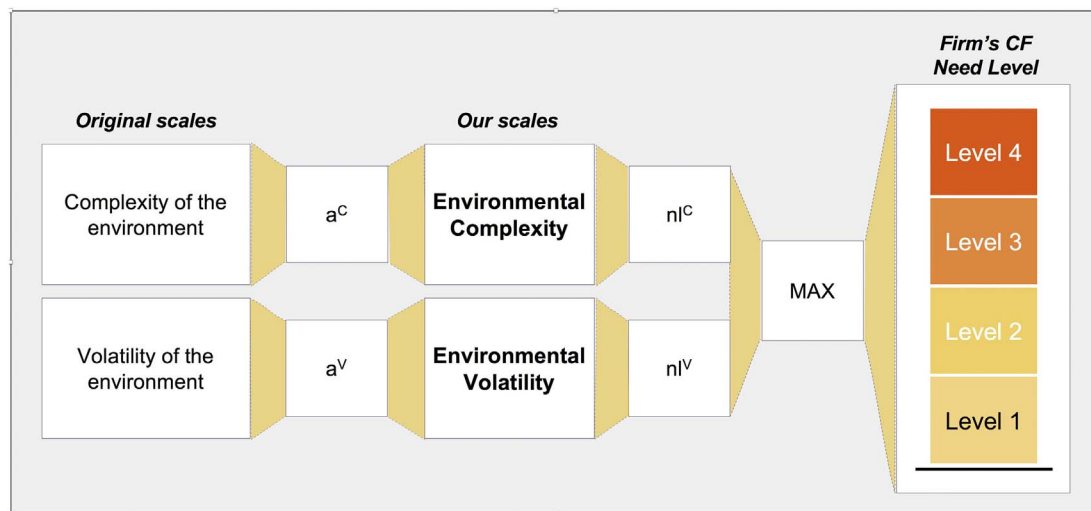 Firm's CF
Need Level
Original scales
Our scales
Complexity of the
environment
a^C
Environmental
Complexity
nl^C
Volatility of the
environment
a^V
Environmental
Volatility
nl^V
MAX
Level 4
Level 3
Level 2
Level 1